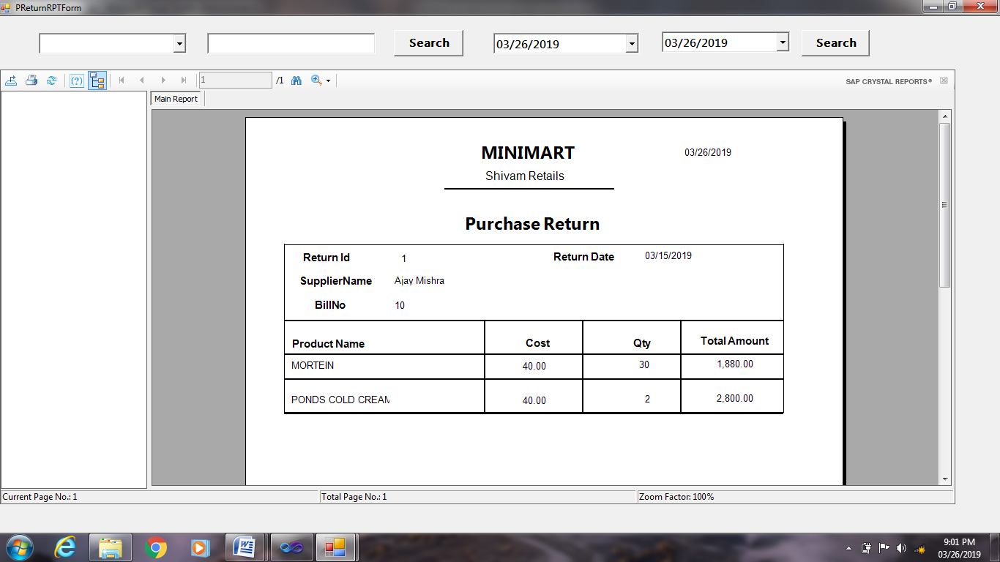 PReturnRPTForm
Search 03/26/2019 03/26/2019 Search
1 /1 SAP CRYSTAL REPORTS®
Main Report
MINIMART 03/26/2019
Shivam Retails
Purchase Return
Return Id 1 Return Date 03/15/2019
SupplierName Ajay Mishra
BillNo 10
Product Name Cost Qty Total Amount
MORTEIN 40.00 30 1,880.00
PONDS COLD CREAM 40.00 2 2,800.00
Current Page No.: 1 Total Page No.: 1 Zoom Factor: 100%
9:01 PM
03/26/2019